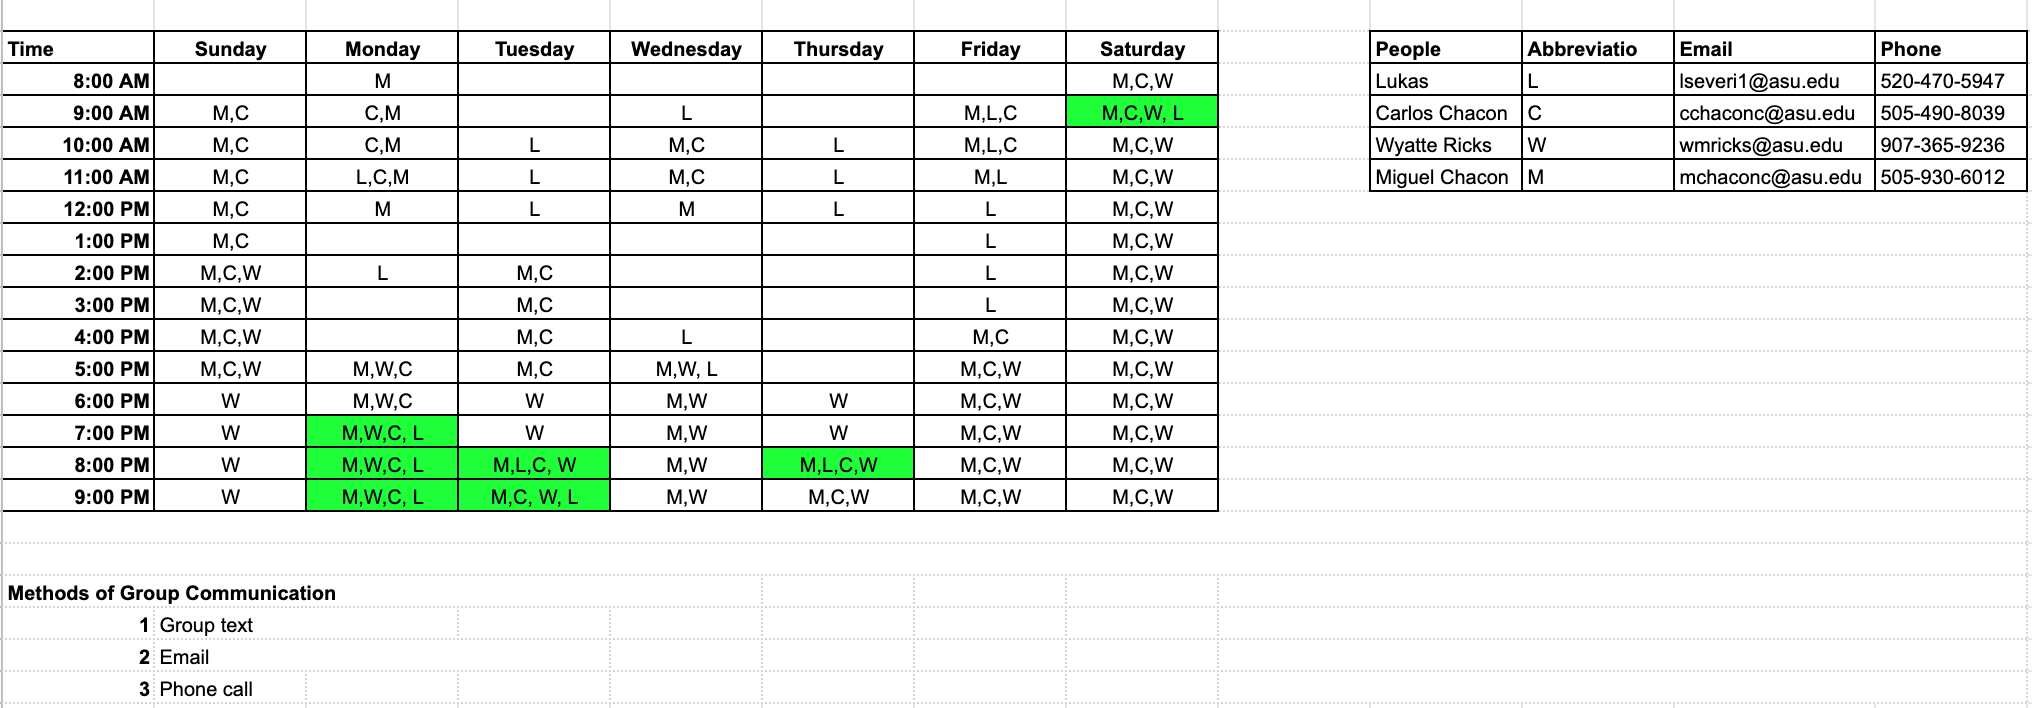 Time Sunday Monday Tuesday Wednesday Thursday Friday Saturday
8:00 AM M M,C,W
9:00 AM M,C C,M L M,L,C M,C,W, L
10:00 AM M,C C,M L M,C L M,L,C M,C,W
11:00 AM M,C L,C,M L M,C L M,L M,C,W
12:00 PM M,C M L M L L M,C,W
1:00 PM M,C L M,C,W
2:00 PM M,C,W L M,C L M,C,W
3:00 PM M,C,W M,C L M,C,W
4:00 PM M,C,W M,C L M,C M,C,W
5:00 PM M,C,W M,W,C M,C M,W, L M,C,W M,C,W
6:00 PM W M,W,C W M,W W M,C,W M,C,W
7:00 PM W M,W,C, L W M,W W M,C,W M,C,W
8:00 PM W M,W,C, L M,L,C, W M,W M,L,C,W M,C,W M,C,W
9:00 PM W M,W,C, L M,C, W, L M,W M,C,W M,C,W M,C,W
People Abbreviatio Email Phone
Lukas L lseveri1@asu.edu 520-470-5947
Carlos Chacon C cchaconc@asu.edu 505-490-8039
Wyatte Ricks W wmricks@asu.edu 907-365-9236
Miguel Chacon M mchaconc@asu.edu 505-930-6012
Methods of Group Communication
1 Group text
2 Email
3 Phone call